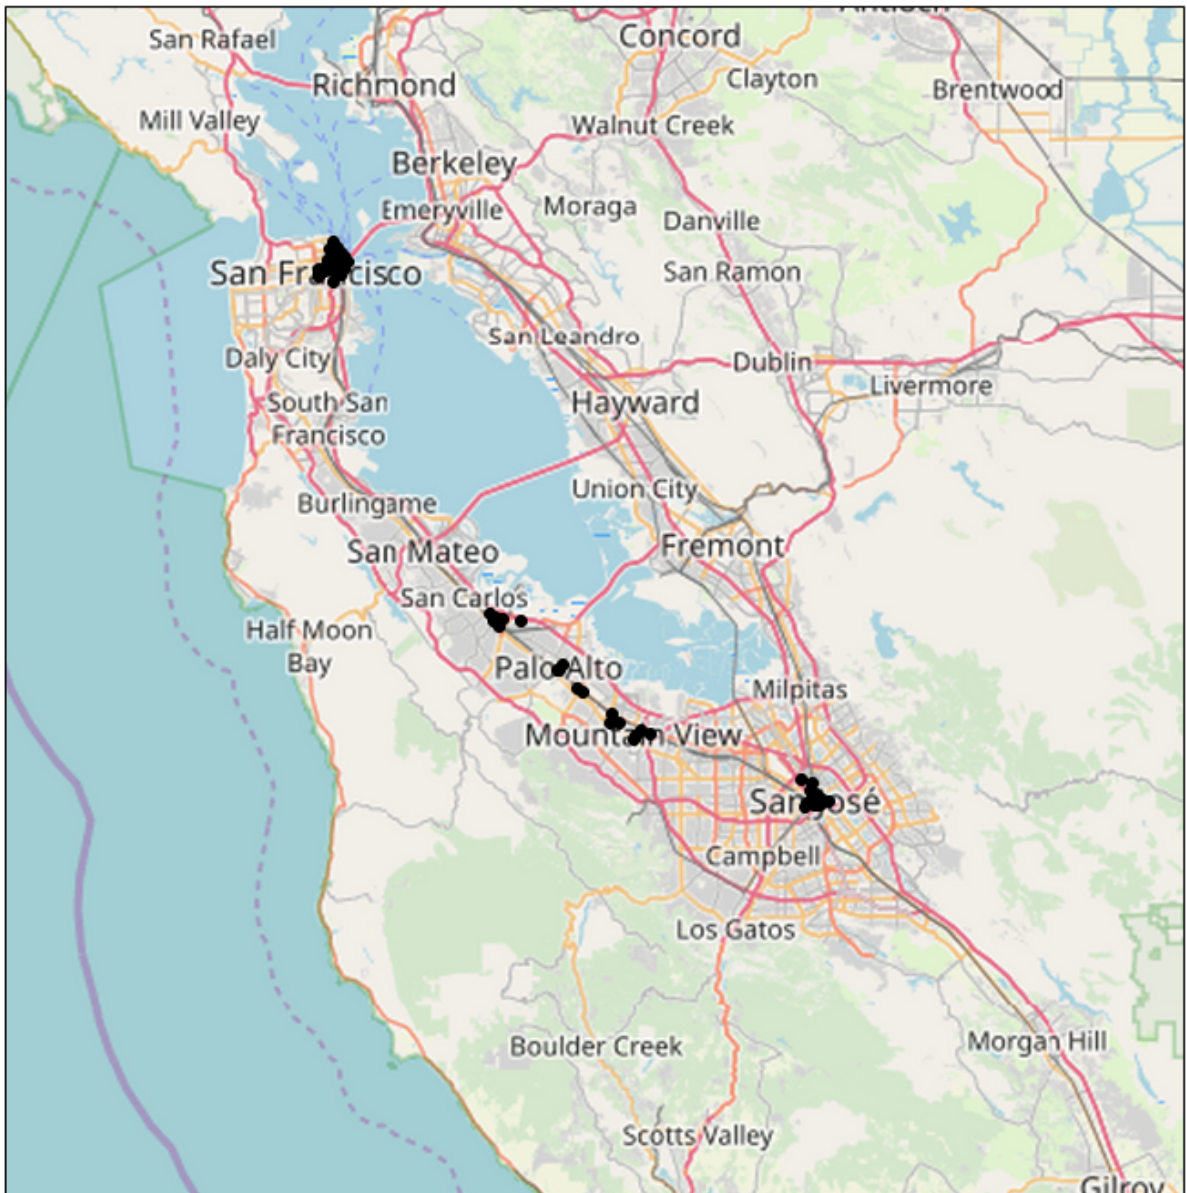 Antioch
San Rafael
Concord
Richmond
Clayton
Brentwood
Mill Valley
Walnut Creek
Berkeley
Emeryville
Moraga
Danville
San Francisco
San Ramon
San Leandro
Daly City
Dublin
Livermore
South San
Francisco
Hayward
Burlingame
Union City
San Mateo
Fremont
San Carlos
Half Moon
Bay
Palo Alto
Milpitas
Mountain View
San José
Campbell
Los Gatos
Boulder Creek
Morgan Hill
Scotts Valley
Gilroy